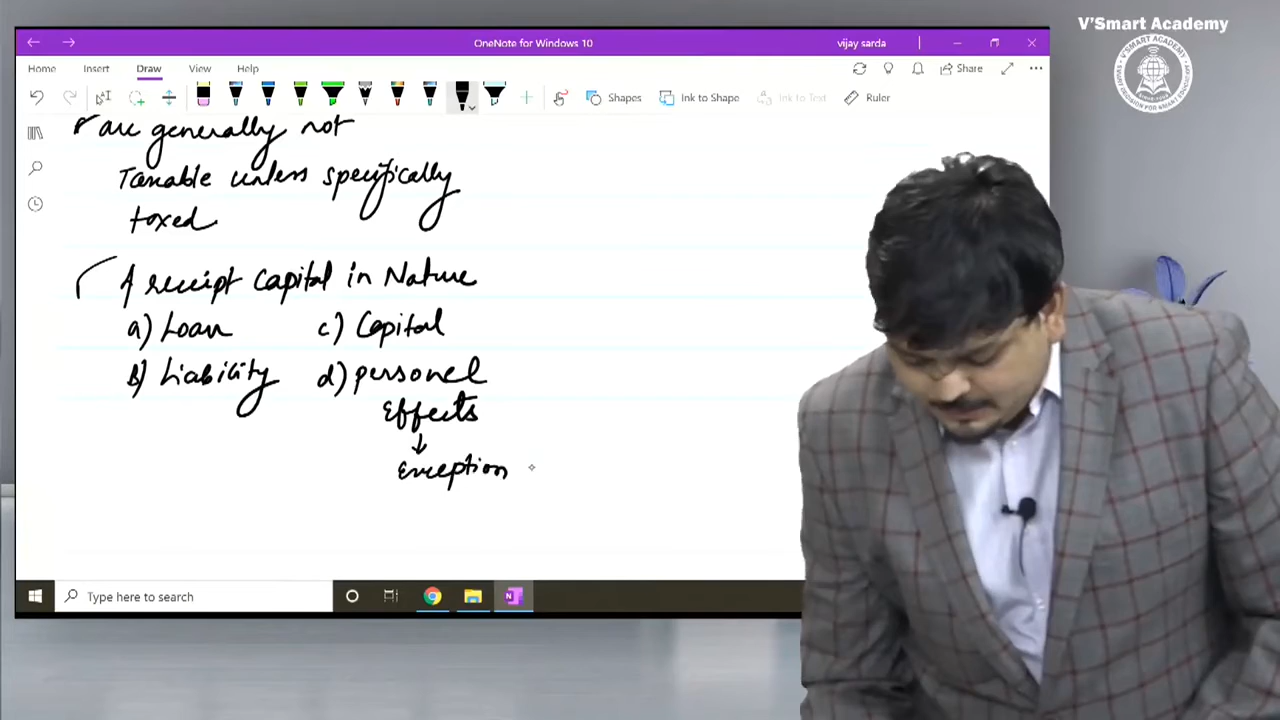 V'Smart Academy
OneNote for Windows 10
vijay sarda
Home Insert Draw View Help
Share
Shapes Ink to Shape Ink to Text Ruler
are generally not
Taxable unless specifically
taxed
A receipt capital in Nature
a) Loan c) Capital
B) Liability d) personel
Effects
↓
Exception
Type here to search